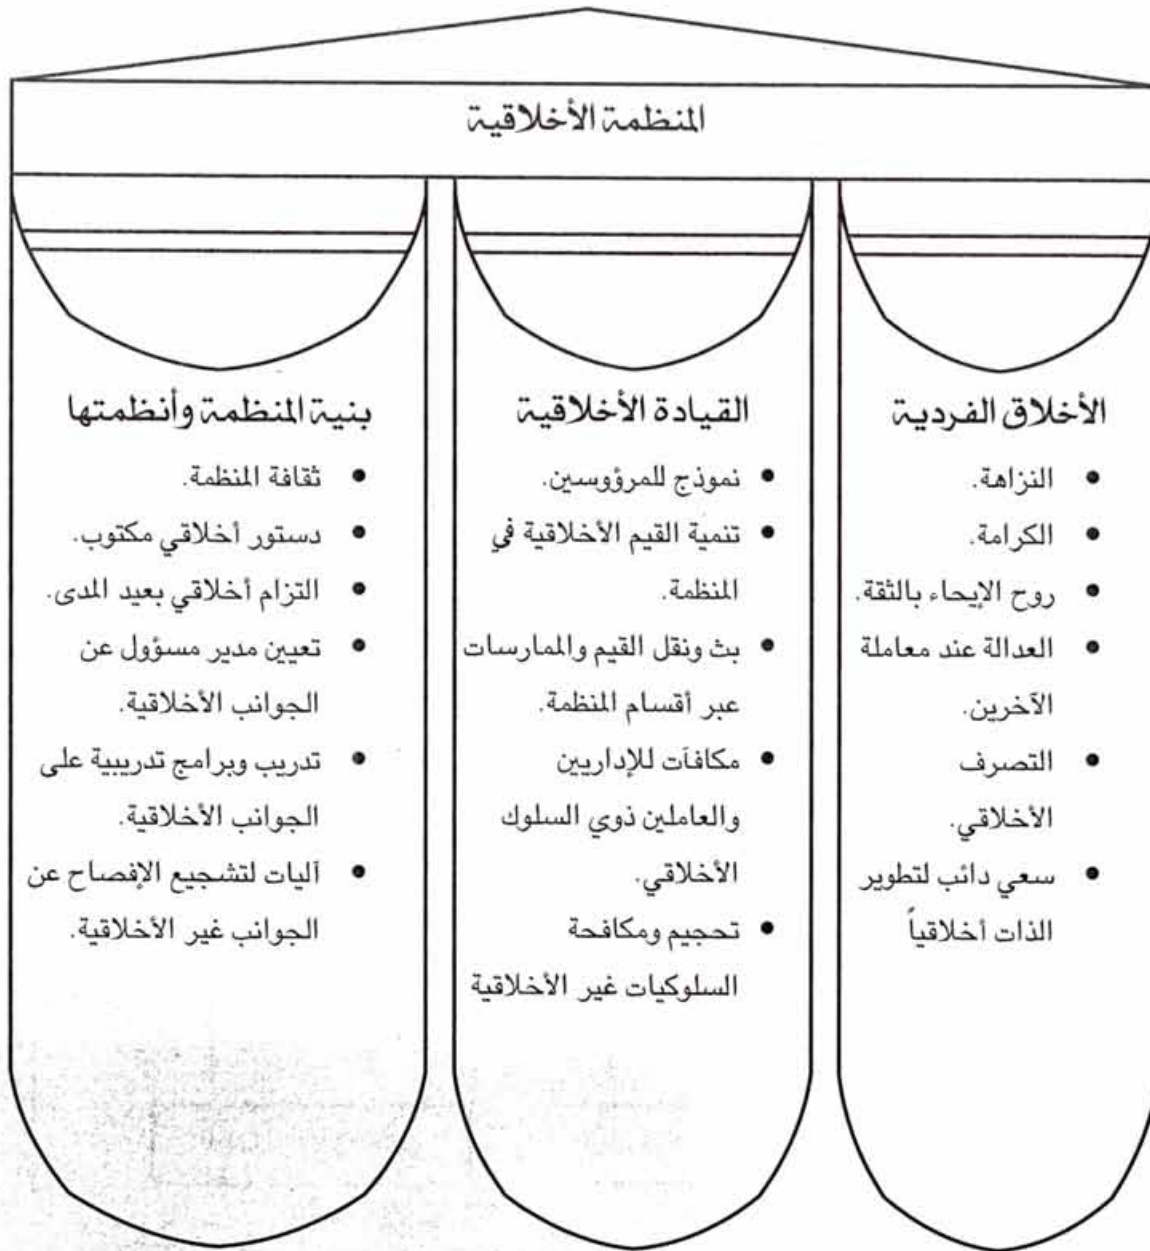 المنظمة الأخلاقية
الأخلاق الفردية
● النزاهة.
● الكرامة.
● روح الإيحاء بالثقة.
● العدالة عند معاملة
الآخرين.
● التصرف
الأخلاقي.
● سعي دائب لتطوير
الذات أخلاقياً
القيادة الأخلاقية
● نموذج للمرؤوسين.
● تنمية القيم الأخلاقية في
المنظمة.
● بث ونقل القيم والممارسات
عبر أقسام المنظمة.
● مكافآت للإداريين
والعاملين ذوي السلوك
الأخلاقي.
● تحجيم ومكافحة
السلوكيات غير الأخلاقية
بنية المنظمة وأنظمتها
● ثقافة المنظمة.
● دستور أخلاقي مكتوب.
● التزام أخلاقي بعيد المدى.
● تعيين مدير مسؤول عن
الجوانب الأخلاقية.
● تدريب وبرامج تدريبية على
الجوانب الأخلاقية.
● آليات لتشجيع الإفصاح عن
الجوانب غير الأخلاقية.